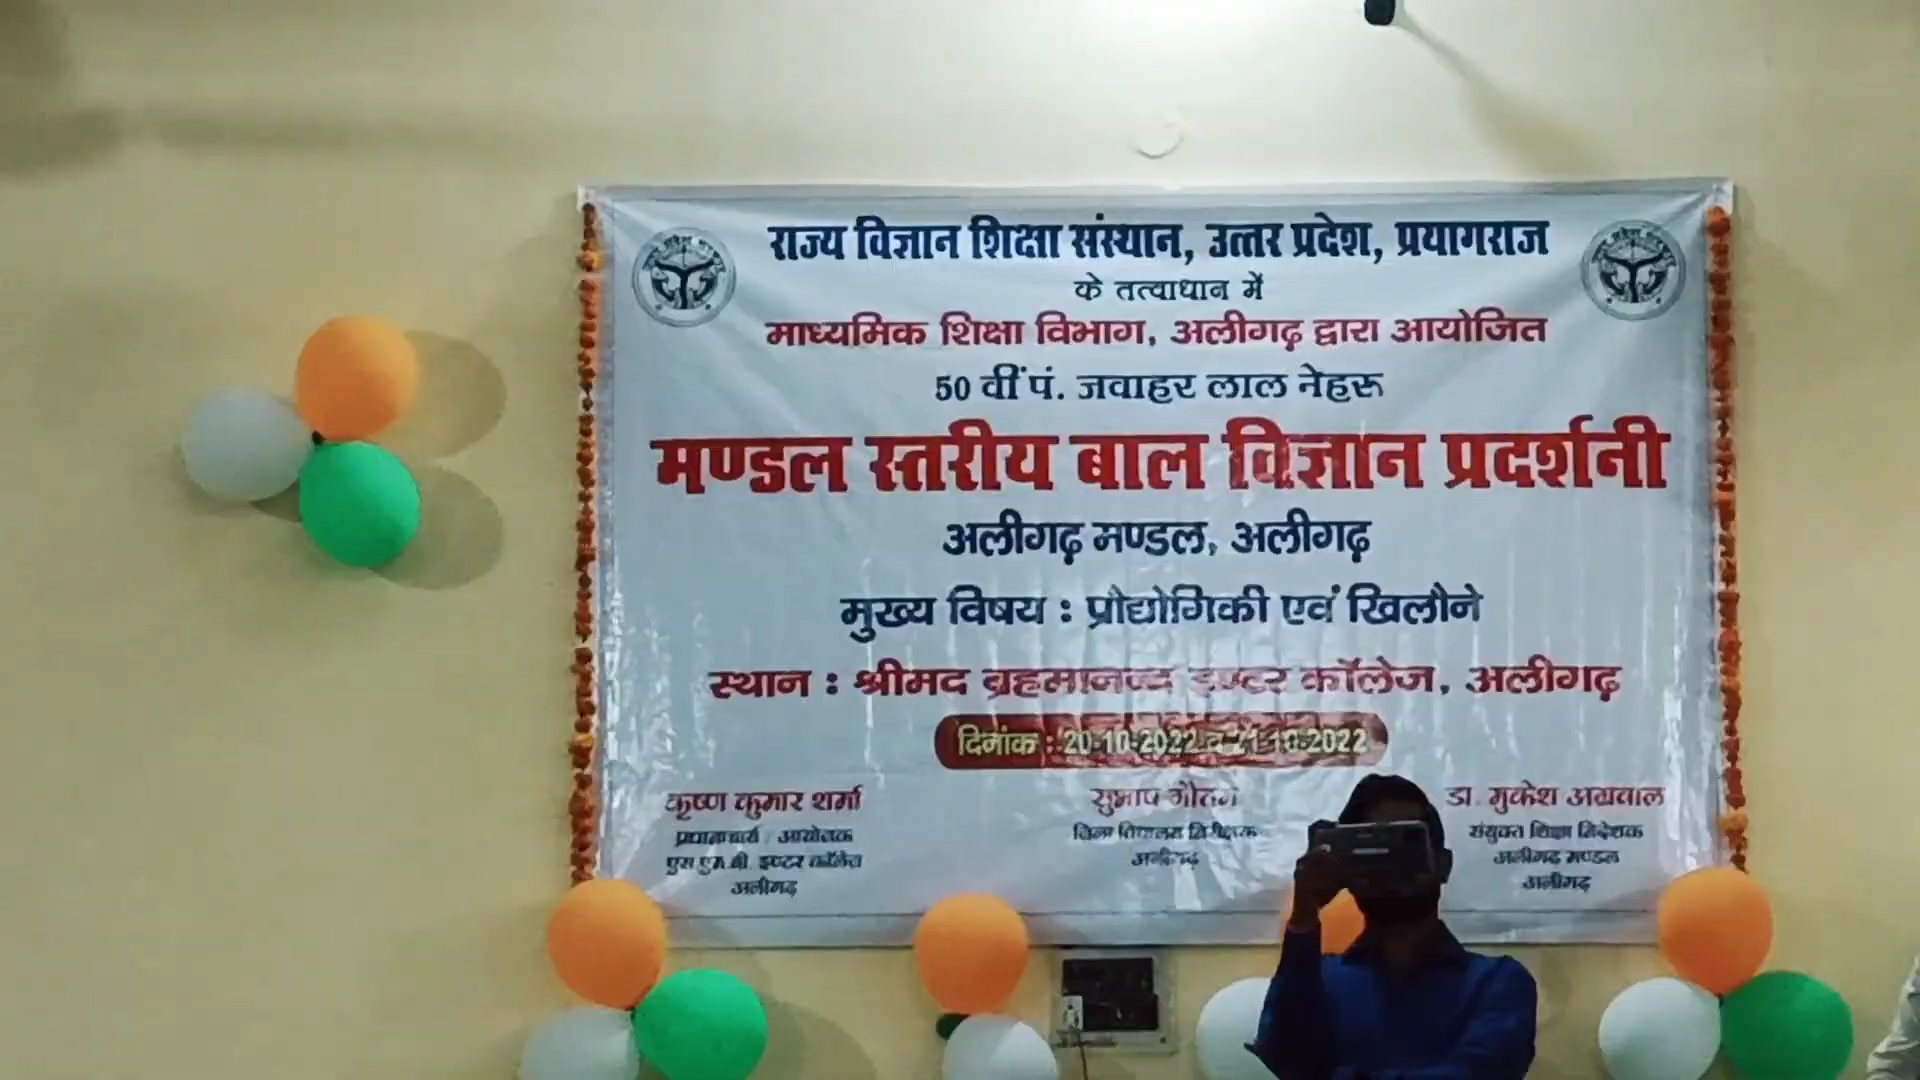 राज्य विज्ञान शिक्षा संस्थान, उत्तर प्रदेश, प्रयागराज
के तत्वाधान में
माध्यमिक शिक्षा विभाग, अलीगढ़ द्वारा आयोजित
50 वीं पं. जवाहर लाल नेहरू
मण्डल स्तरीय बाल विज्ञान प्रदर्शनी
अलीगढ़ मण्डल, अलीगढ़
मुख्य विषय : प्रौद्योगिकी एवं खिलौने
स्थान : श्रीमद ब्रहमानन्द इण्टर कॉलेज, अलीगढ़
दिनांक : 20-10-2022 व 21-10-2022
कृष्ण कुमार शर्मा
प्रधानाचार्य / आयोजक
एस.एम.बी. इण्टर कॉलेज
अलीगढ़
सुभाष गौतम
जिला विद्यालय निरीक्षक
अलीगढ़
डा. मुकेश अग्रवाल
संयुक्त शिक्षा निदेशक
अलीगढ़ मण्डल
अलीगढ़